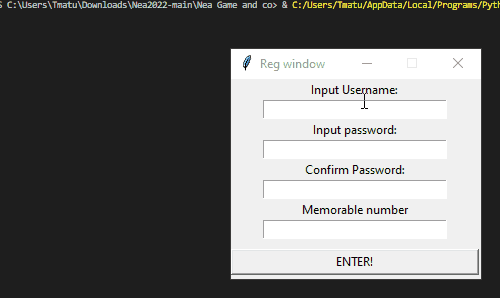 S C:\Users\Tmatu\Downloads\Nea2022-main\Nea Game and co> & C:/Users/Tmatu/AppData/Local/Programs/Pyth
Reg window
Input Username:
Input password:
Confirm Password:
Memorable number
ENTER!